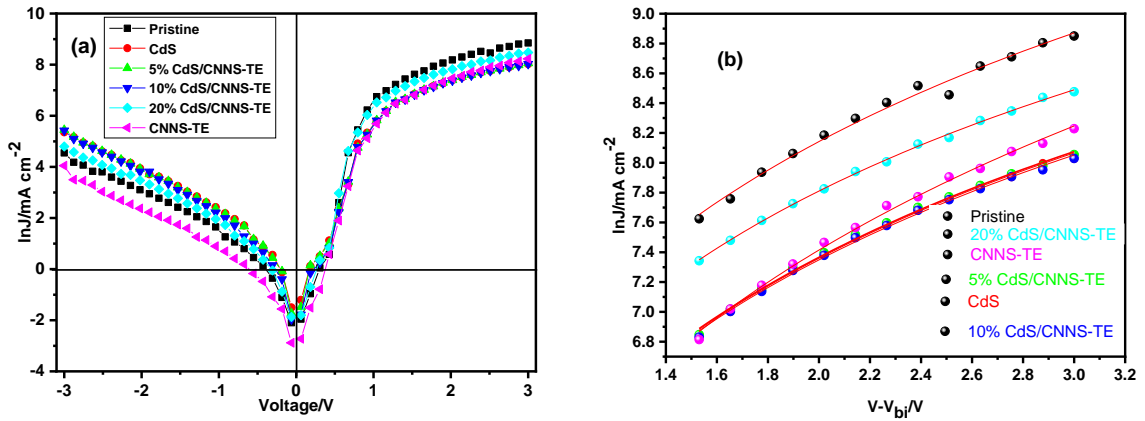 (a)
Pristine
CdS
5% CdS/CNNS-TE
10% CdS/CNNS-TE
20% CdS/CNNS-TE
CNNS-TE
lnJ/mA cm-2
10
8
6
4
2
0
-2
-4
-3
-2
-1
0
1
2
3
Voltage/V
(b)
lnJ/mA cm-2
9.0
8.8
8.6
8.4
8.2
8.0
7.8
7.6
7.4
7.2
7.0
6.8
Pristine
20% CdS/CNNS-TE
CNNS-TE
5% CdS/CNNS-TE
CdS
10% CdS/CNNS-TE
1.4
1.6
1.8
2.0
2.2
2.4
2.6
2.8
3.0
3.2
V-Vbi/V